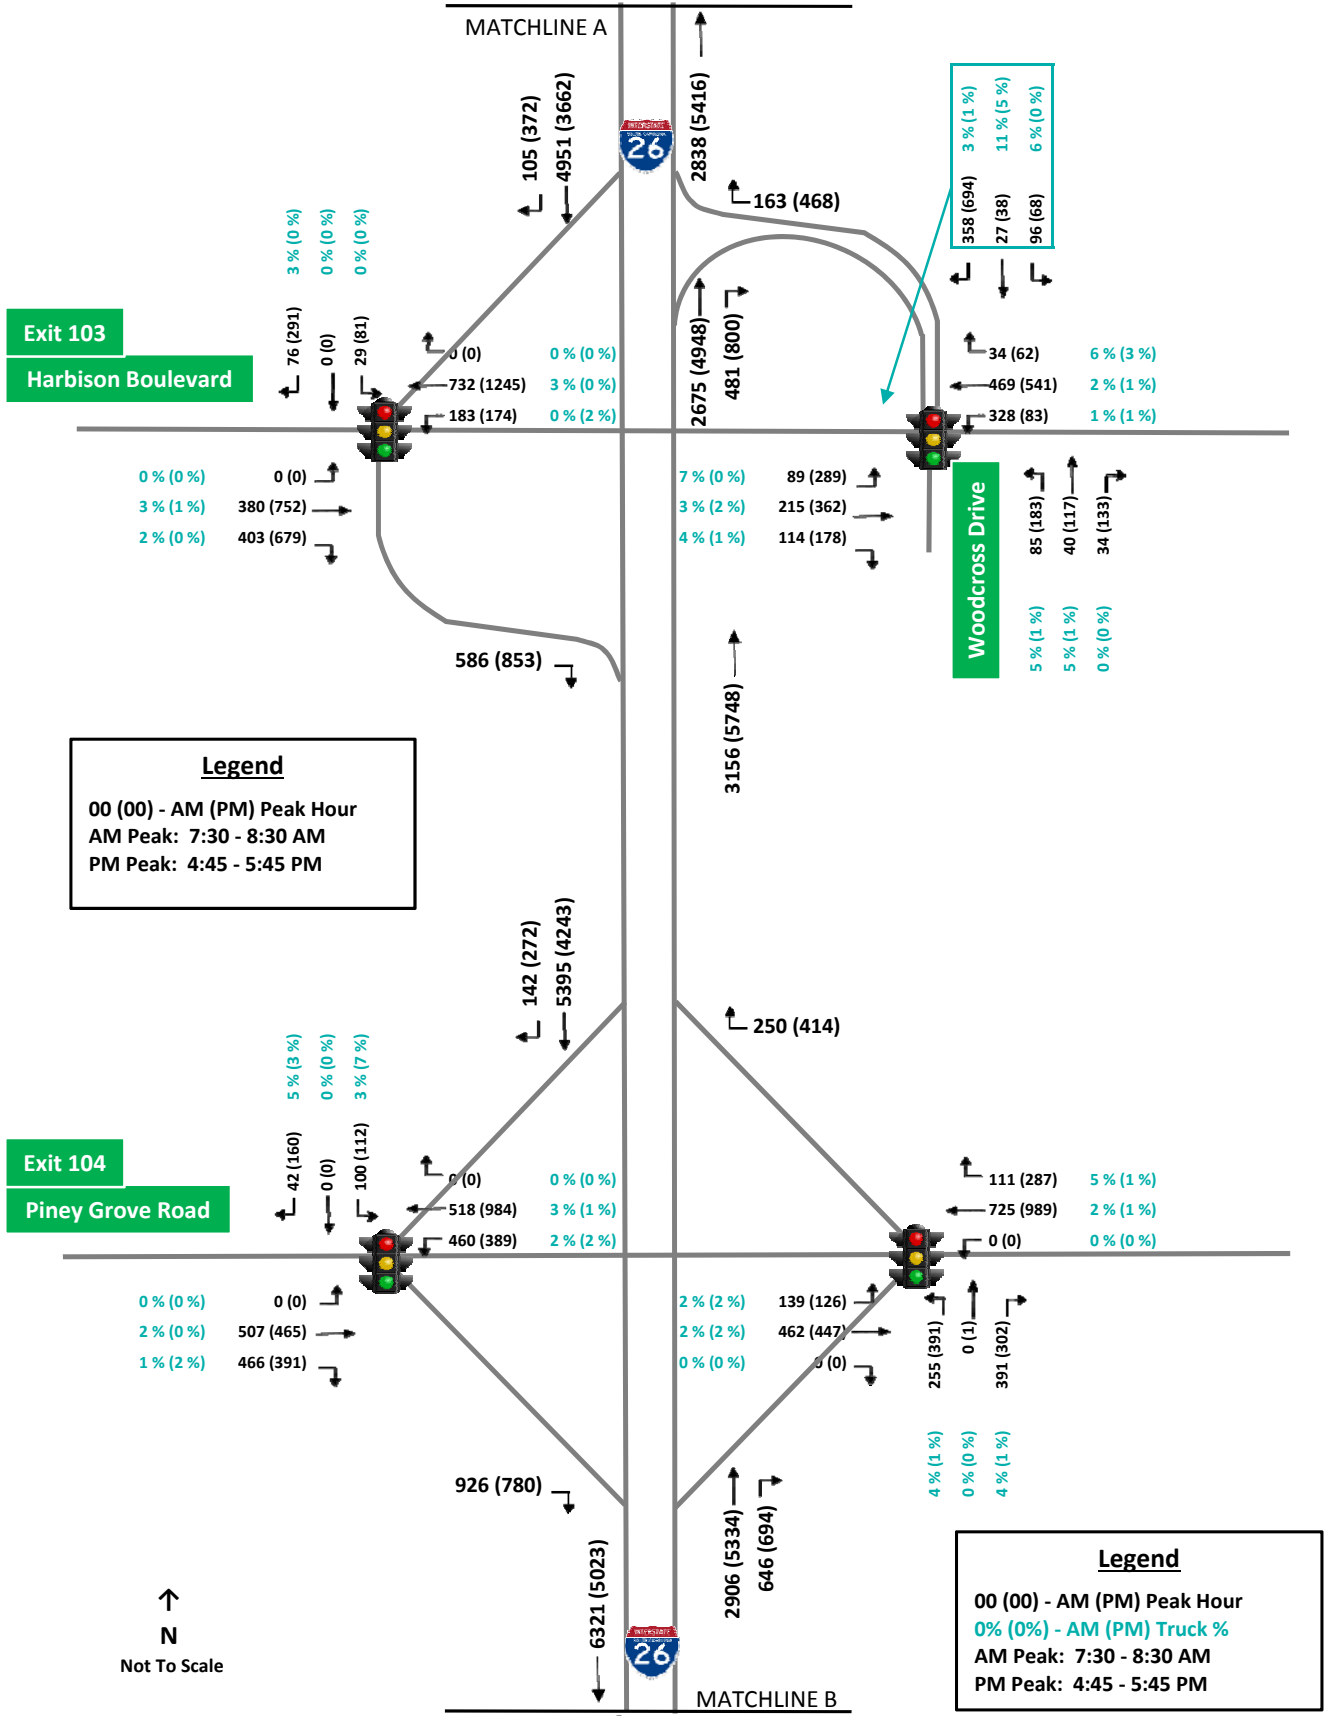 MATCHLINE A
105 (372)
4951 (3662)
2838 (5416)
INTERSTATE
26
163 (468)
3 % (1 %)
11 % (5 %)
6 % (0 %)
358 (694)
27 (38)
96 (68)
3 % (0 %)
0 % (0 %)
0 % (0 %)
76 (291)
0 (0)
29 (81)
Exit 103
Harbison Boulevard
0 (0) 0 % (0 %)
732 (1245) 3 % (0 %)
183 (174) 0 % (2 %)
2675 (4948)
481 (800)
34 (62) 6 % (3 %)
469 (541) 2 % (1 %)
328 (83) 1 % (1 %)
0 % (0 %) 0 (0)
3 % (1 %) 380 (752)
2 % (0 %) 403 (679)
7 % (0 %) 89 (289)
3 % (2 %) 215 (362)
4 % (1 %) 114 (178)
Woodcross Drive
85 (183)
40 (117)
34 (133)
5 % (1 %)
5 % (1 %)
0 % (0 %)
586 (853)
3156 (5748)
Legend
00 (00) - AM (PM) Peak Hour
AM Peak: 7:30 - 8:30 AM
PM Peak: 4:45 - 5:45 PM
142 (272)
5395 (4243)
250 (414)
5 % (3 %)
0 % (0 %)
3 % (7 %)
42 (160)
0 (0)
100 (112)
Exit 104
Piney Grove Road
0 (0) 0 % (0 %)
518 (984) 3 % (1 %)
460 (389) 2 % (2 %)
111 (287) 5 % (1 %)
725 (989) 2 % (1 %)
0 (0) 0 % (0 %)
0 % (0 %) 0 (0)
2 % (0 %) 507 (465)
1 % (2 %) 466 (391)
2 % (2 %) 139 (126)
2 % (2 %) 462 (447)
0 % (0 %) 0 (0)
255 (391)
0 (1)
391 (302)
4 % (1 %)
0 % (0 %)
4 % (1 %)
926 (780)
2906 (5334)
646 (694)
6321 (5023)
INTERSTATE
26
N
Not To Scale
MATCHLINE B
Legend
00 (00) - AM (PM) Peak Hour
0% (0%) - AM (PM) Truck %
AM Peak: 7:30 - 8:30 AM
PM Peak: 4:45 - 5:45 PM